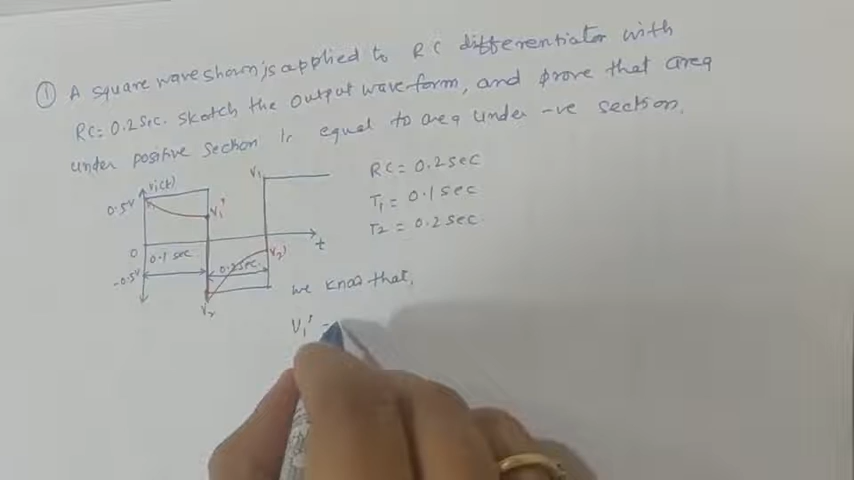 ① A square wave shown is applied to RC differentiator with
RC = 0.2 sec. sketch the output wave form, and prove that area
under positive section is equal to area under -ve section.
RC = 0.2 sec
T₁ = 0.1 sec
T₂ = 0.2 sec.
V₁
Vi(t)
0.5V
V₁'
0
t
0.1 sec
0.2 sec
V₂'
-0.5V
V₂
we know that,
V₁' =